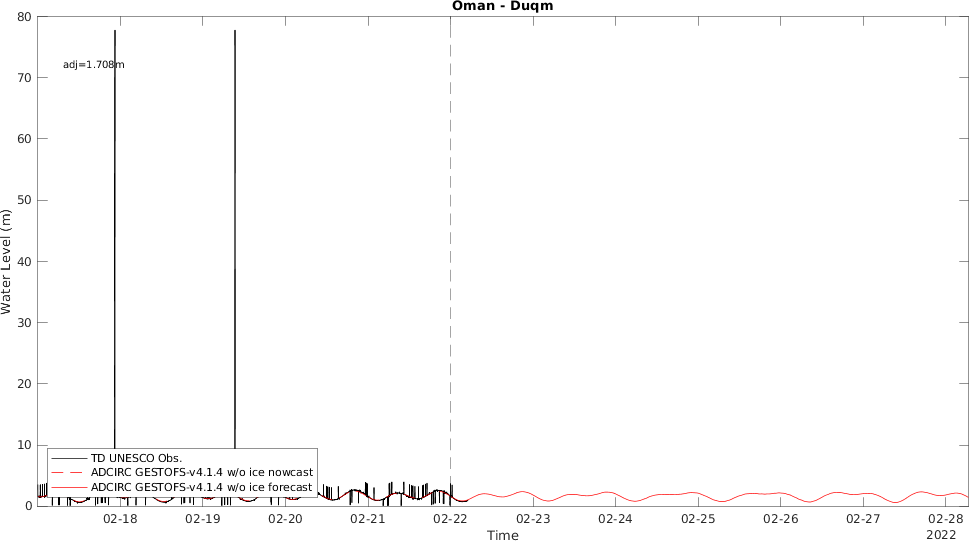 Oman - Duqm
adj=1.708m
Water Level (m)
80
70
60
50
40
30
20
10
0
TD UNESCO Obs.
ADCIRC GESTOFS-v4.1.4 w/o ice nowcast
ADCIRC GESTOFS-v4.1.4 w/o ice forecast
02-18 02-19 02-20 02-21 02-22 02-23 02-24 02-25 02-26 02-27 02-28
Time
2022